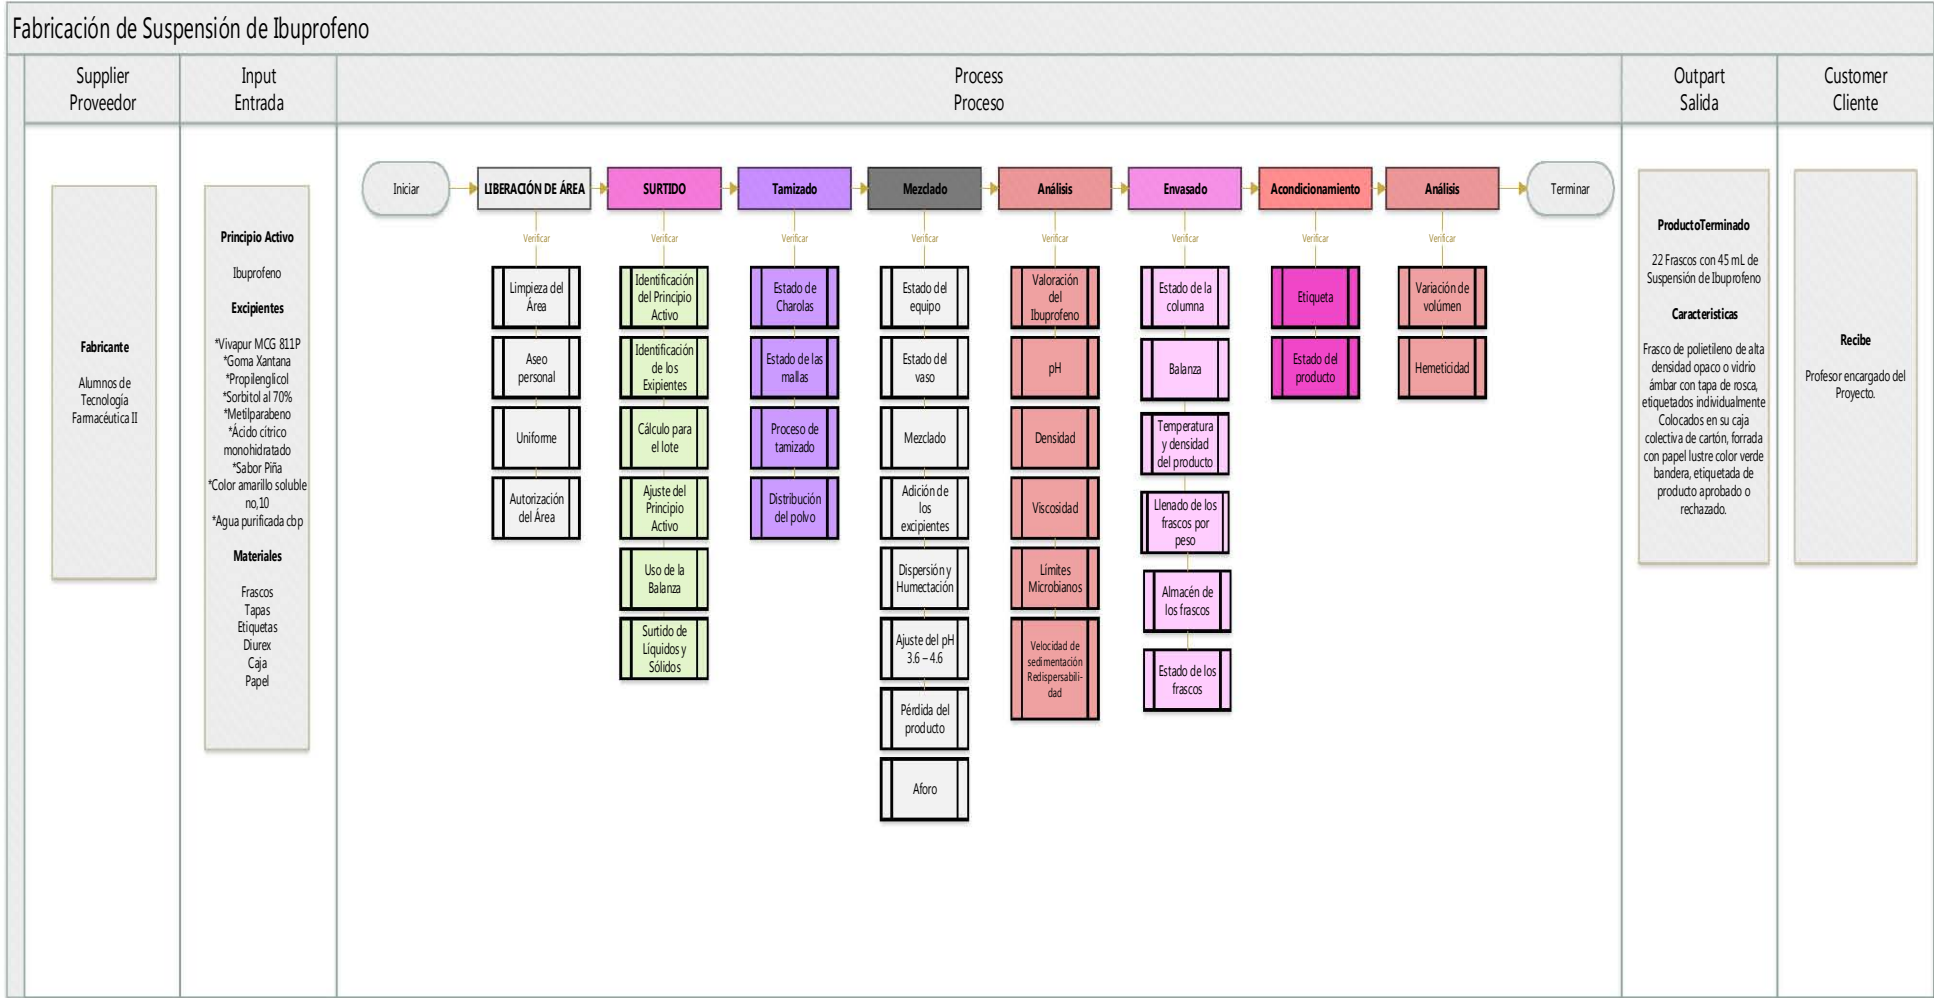 Fabricación de Suspensión de Ibuprofeno
Supplier
Proveedor
Input
Entrada
Process
Proceso
Outpart
Salida
Customer
Cliente
Fabricante
Alumnos de
Tecnología
Farmacéutica II
Principio Activo
Ibuprofeno
Excipientes
*Vivapur MCG 811P
*Goma Xantana
*Propilenglicol
*Sorbitol al 70%
*Metilparabeno
*Ácido cítrico
monohidratado
*Sabor Piña
*Color amarillo soluble
no,10
*Agua purificada cbp
Materiales
Frascos
Tapas
Etiquetas
Diurex
Caja
Papel
Iniciar
LIBERACIÓN DE ÁREA
SURTIDO
Tamizado
Mezclado
Análisis
Envasado
Acondicionamiento
Análisis
Terminar
Verificar
Verificar
Verificar
Verificar
Verificar
Verificar
Verificar
Verificar
Limpieza del
Área
Aseo
personal
Uniforme
Autorización
del Área
Identificación
del Principio
Activo
Identificación
de los
Exipientes
Cálculo para
el lote
Ajuste del
Principio
Activo
Uso de la
Balanza
Surtido de
Líquidos y
Sólidos
Estado de
Charolas
Estado de las
mallas
Proceso de
tamizado
Distribución
del polvo
Estado del
equipo
Estado del
vaso
Mezclado
Adición de
los
excipientes
Dispersión y
Humectación
Ajuste del pH
3.6 – 4.6
Pérdida del
producto
Aforo
Valoración
del
Ibuprofeno
pH
Densidad
Viscosidad
Límites
Microbianos
Velocidad de
sedimentación
Redispersabili-
dad
Estado de la
columna
Balanza
Temperatura
y densidad
del producto
Llenado de los
frascos por
peso
Almacén de
los frascos
Estado de los
frascos
Etiqueta
Estado del
producto
Variación de
volúmen
Hemeticidad
ProductoTerminado
22 Frascos con 45 mL de
Suspensión de Ibuprofeno
Caracteristicas
Frasco de polietileno de alta
densidad opaco o vidrio
ámbar con tapa de rosca,
etiquetados individualmente
Colocados en su caja
colectiva de cartón, forrada
con papel lustre color verde
bandera, etiquetada de
producto aprobado o
rechazado.
Recibe
Profesor encargado del
Proyecto.